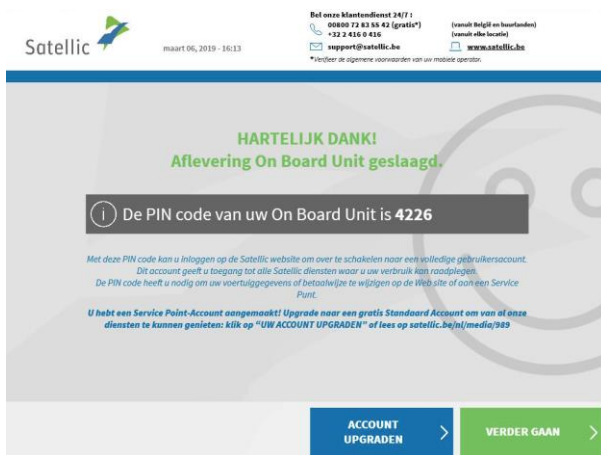 Satellic
maart 06, 2019 - 16:13
Bel onze klantendienst 24/7 :
00800 72 83 55 42 (gratis*) (vanuit België en buurlanden)
+32 2 416 0 416 (vanuit elke locatie)
support@satellic.be www.satellic.be
*Verifieer de algemene voorwaarden van uw mobiele operator.
HARTELIJK DANK!
Aflevering On Board Unit geslaagd.
i De PIN code van uw On Board Unit is 4226
Met deze PIN code kan u inloggen op de Satellic website om over te schakelen naar een volledige gebruikersacount.
Dit account geeft u toegang tot alle Satellic diensten waar u uw verbruik kan raadplegen.
De PIN code heeft u nodig om uw voertuiggegevens of betaalwijze te wijzigen op de Web site of aan een Service
Punt.
U hebt een Service Point-Account aangemaakt! Upgrade naar een gratis Standaard Account om van al onze
diensten te kunnen genieten: klik op "UW ACCOUNT UPGRADEN" of lees op satellic.be/nl/media/989
ACCOUNT
UPGRADEN
VERDER GAAN